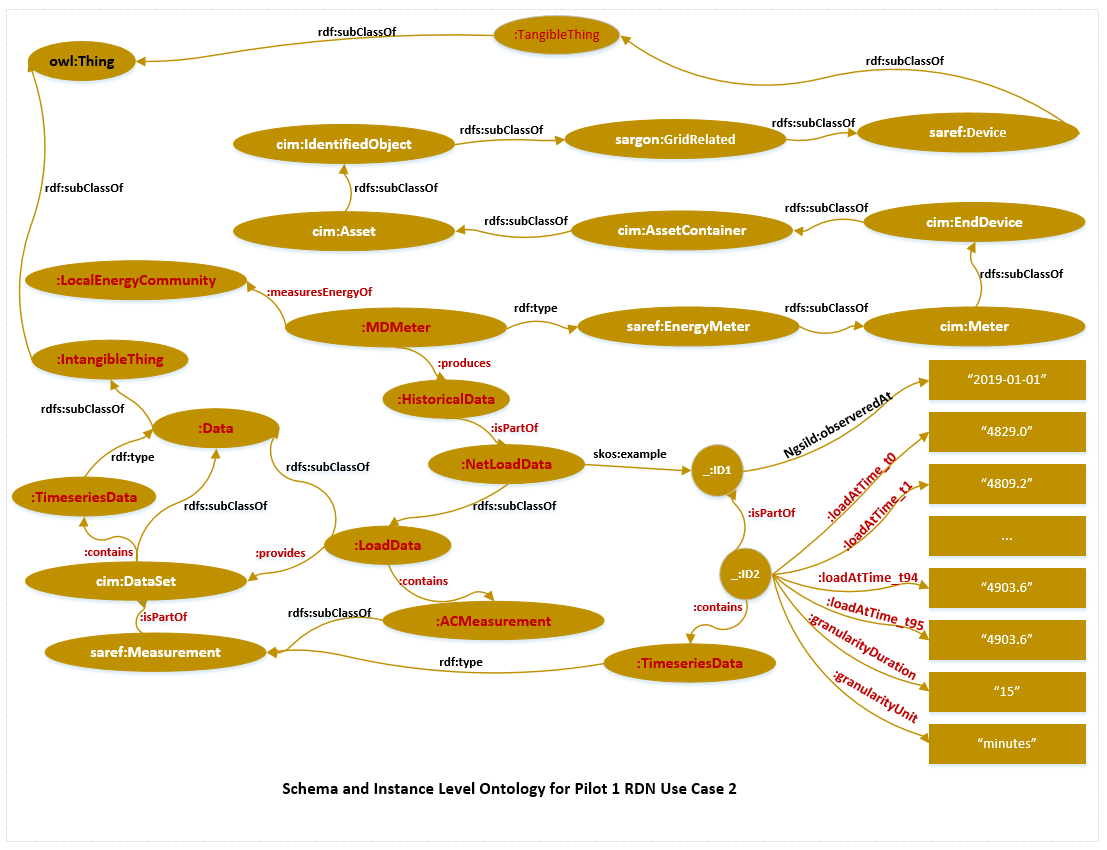 rdf:subClassOf
:TangibleThing
owl:Thing
rdf:subClassOf
cim:IdentifiedObject
rdfs:subClassOf
sargon:GridRelated
rdfs:subClassOf
saref:Device
rdf:subClassOf
rdfs:subClassOf
cim:Asset
rdfs:subClassOf
cim:AssetContainer
rdfs:subClassOf
cim:EndDevice
:LocalEnergyCommunity
:measuresEnergyOf
rdfs:subClassOf
:MDMeter
rdf:type
saref:EnergyMeter
rdfs:subClassOf
cim:Meter
:IntangibleThing
:produces
"2019-01-01"
rdfs:subClassOf
:HistoricalData
Ngsild:observeredAt
:Data
:isPartOf
"4829.0"
rdf:type
rdfs:subClassOf
:NetLoadData
skos:example
_:ID1
:loadAtTime_t0
"4809.2"
:TimeseriesData
rdfs:subClassOf
rdfs:subClassOf
:isPartOf
:loadAtTime_t1
...
:contains
:provides
:LoadData
cim:DataSet
:contains
_:ID2
:loadAtTime_t94
"4903.6"
:isPartOf
rdfs:subClassOf
:ACMeasurement
:contains
:loadAtTime_t95
"4903.6"
saref:Measurement
rdf:type
:TimeseriesData
:granularityDuration
"15"
:granularityUnit
"minutes"
Schema and Instance Level Ontology for Pilot 1 RDN Use Case 2